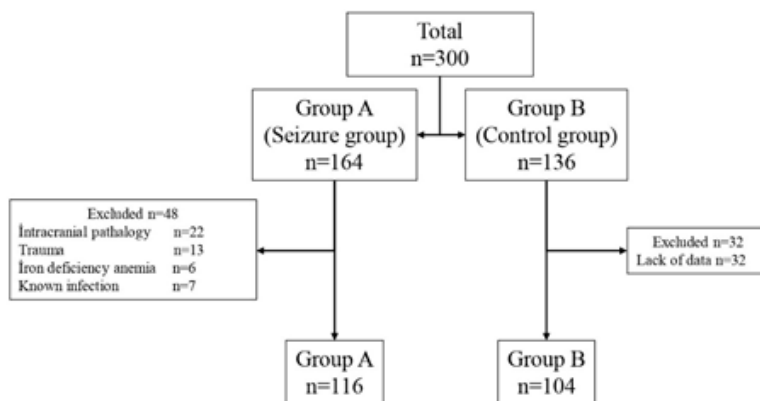 Total
n=300
Group A
(Seizure group)
n=164
Group B
(Control group)
n=136
Excluded n=48
İntracranial pathalogy n=22
Trauma n=13
İron deficiency anemia n=6
Known infection n=7
Excluded n=32
Lack of data n=32
Group A
n=116
Group B
n=104